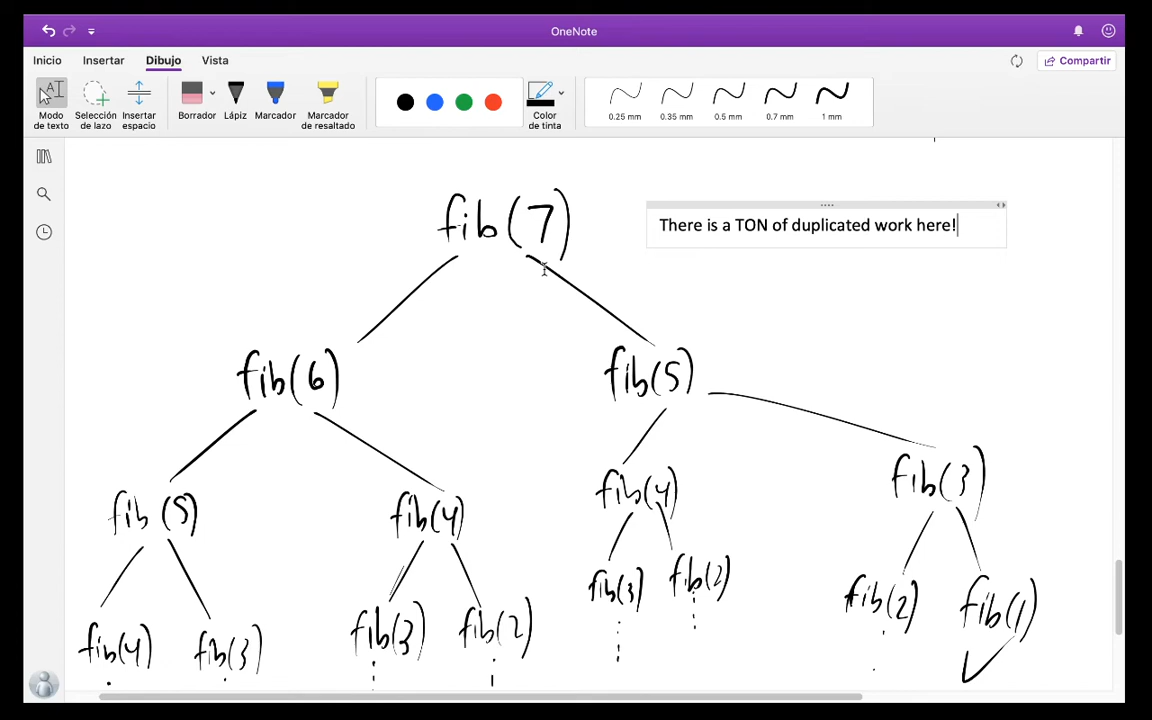 OneNote
Inicio
Insertar
Dibujo
Vista
Compartir
Modo
de texto
Selección
de lazo
Insertar
espacio
Borrador
Lápiz
Marcador
Marcador
de resaltado
Color
de tinta
0.25 mm
0.35 mm
0.5 mm
0.7 mm
1 mm
fib(7)
There is a TON of duplicated work here!
fib(6)
fib(5)
fib(5)
fib(4)
fib(4)
fib(3)
fib(4)
fib(3)
fib(3)
fib(2)
fib(3)
fib(2)
fib(2)
fib(1)